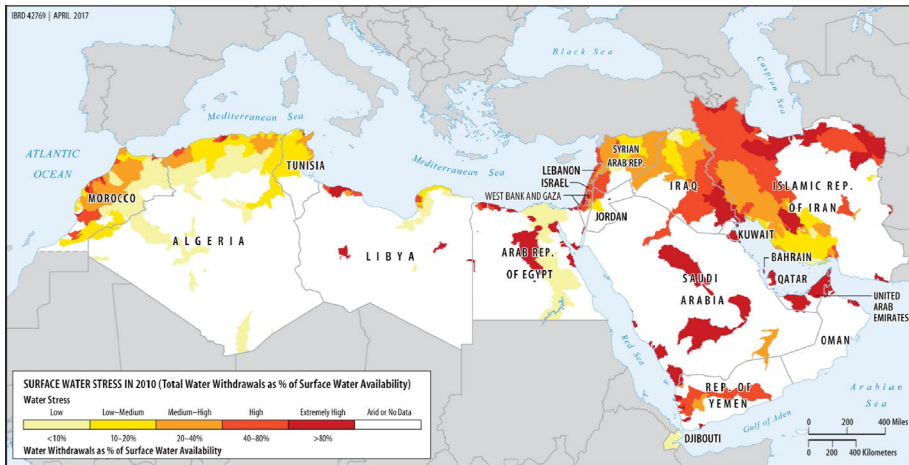 IBRD 42769 | APRIL 2017
Black Sea
Caspian Sea
Mediterranean Sea
ATLANTIC
OCEAN
TUNISIA
Mediterranean Sea
LEBANON
ISRAEL
WEST BANK AND GAZA
SYRIAN
ARAB REP.
IRAQ
ISLAMIC REP.
OF IRAN
MOROCCO
JORDAN
KUWAIT
ALGERIA
LIBYA
ARAB REP.
OF EGYPT
BAHRAIN
QATAR
SAUDI
ARABIA
UNITED
ARAB
EMIRATES
OMAN
Red Sea
REP. OF
YEMEN
Arabian
Sea
Gulf of Aden
DJIBOUTI
SURFACE WATER STRESS IN 2010 (Total Water Withdrawals as % of Surface Water Availability)
Water Stress
Low Low–Medium Medium–High High Extremely High Arid or No Data
<10% 10–20% 20–40% 40–80% >80%
Water Withdrawals as % of Surface Water Availability
0 200 400 Miles
0 200 400 Kilometers